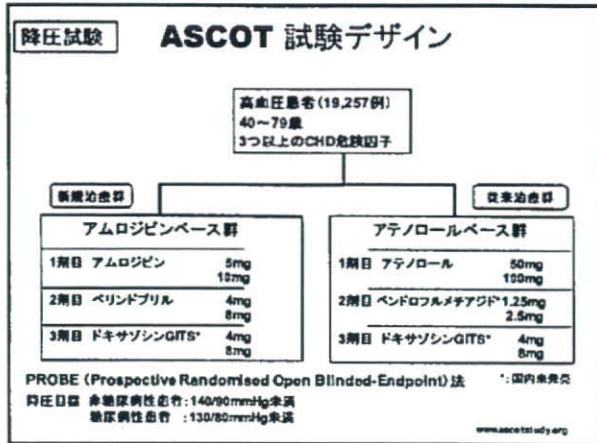 降圧試験
ASCOT 試験デザイン
高血圧患者(19,257例)
40～79歳
3つ以上のCHD危険因子
新規治療群
従来治療群
アムロジピンベース群
1剤目 アムロジピン 5mg
10mg
2剤目 ペリンドプリル 4mg
8mg
3剤目 ドキサゾシンGITS* 4mg
8mg
アテノロールベース群
1剤目 アテノロール 50mg
100mg
2剤目 ベンドロフルメチアジド* 1.25mg
2.5mg
3剤目 ドキサゾシンGITS* 4mg
8mg
PROBE (Prospective Randomised Open Blinded-Endpoint) 法
*:国内未発売
降圧目標 非糖尿病性患者:140/90mmHg未満
糖尿病性患者 :130/80mmHg未満
www.ascotstudy.org